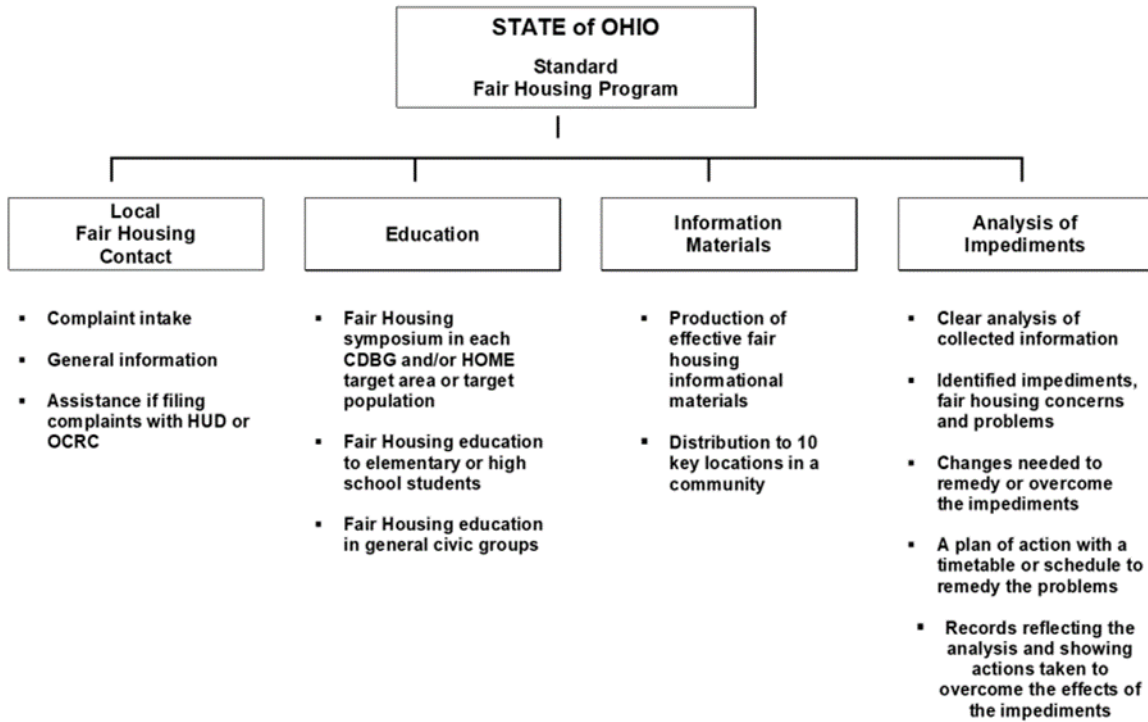 STATE of OHIO
Standard
Fair Housing Program
Local
Fair Housing
Contact
▪ Complaint intake
▪ General information
▪ Assistance if filing
complaints with HUD or
OCRC
Education
▪ Fair Housing
symposium in each
CDBG and/or HOME
target area or target
population
▪ Fair Housing education
to elementary or high
school students
▪ Fair Housing education
in general civic groups
Information
Materials
▪ Production of
effective fair
housing
informational
materials
▪ Distribution to 10
key locations in a
community
Analysis of
Impediments
▪ Clear analysis of
collected information
▪ Identified impediments,
fair housing concerns
and problems
▪ Changes needed to
remedy or overcome
the impediments
▪ A plan of action with a
timetable or schedule to
remedy the problems
▪ Records reflecting the
analysis and showing
actions taken to
overcome the effects of
the impediments